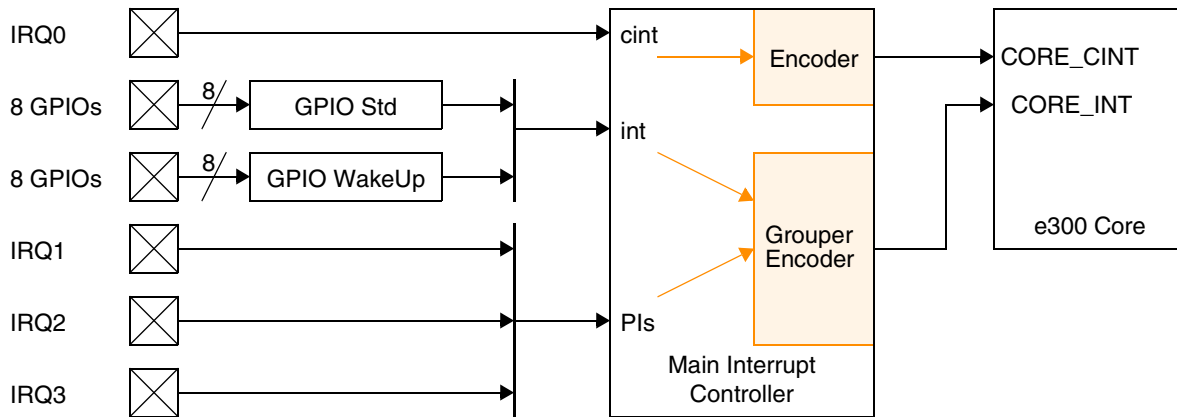 IRQ0
cint
Encoder
CORE_CINT
8 GPIOs
8
GPIO Std
CORE_INT
int
8 GPIOs
8
GPIO WakeUp
IRQ1
Grouper
Encoder
e300 Core
IRQ2
PIs
Main Interrupt
Controller
IRQ3